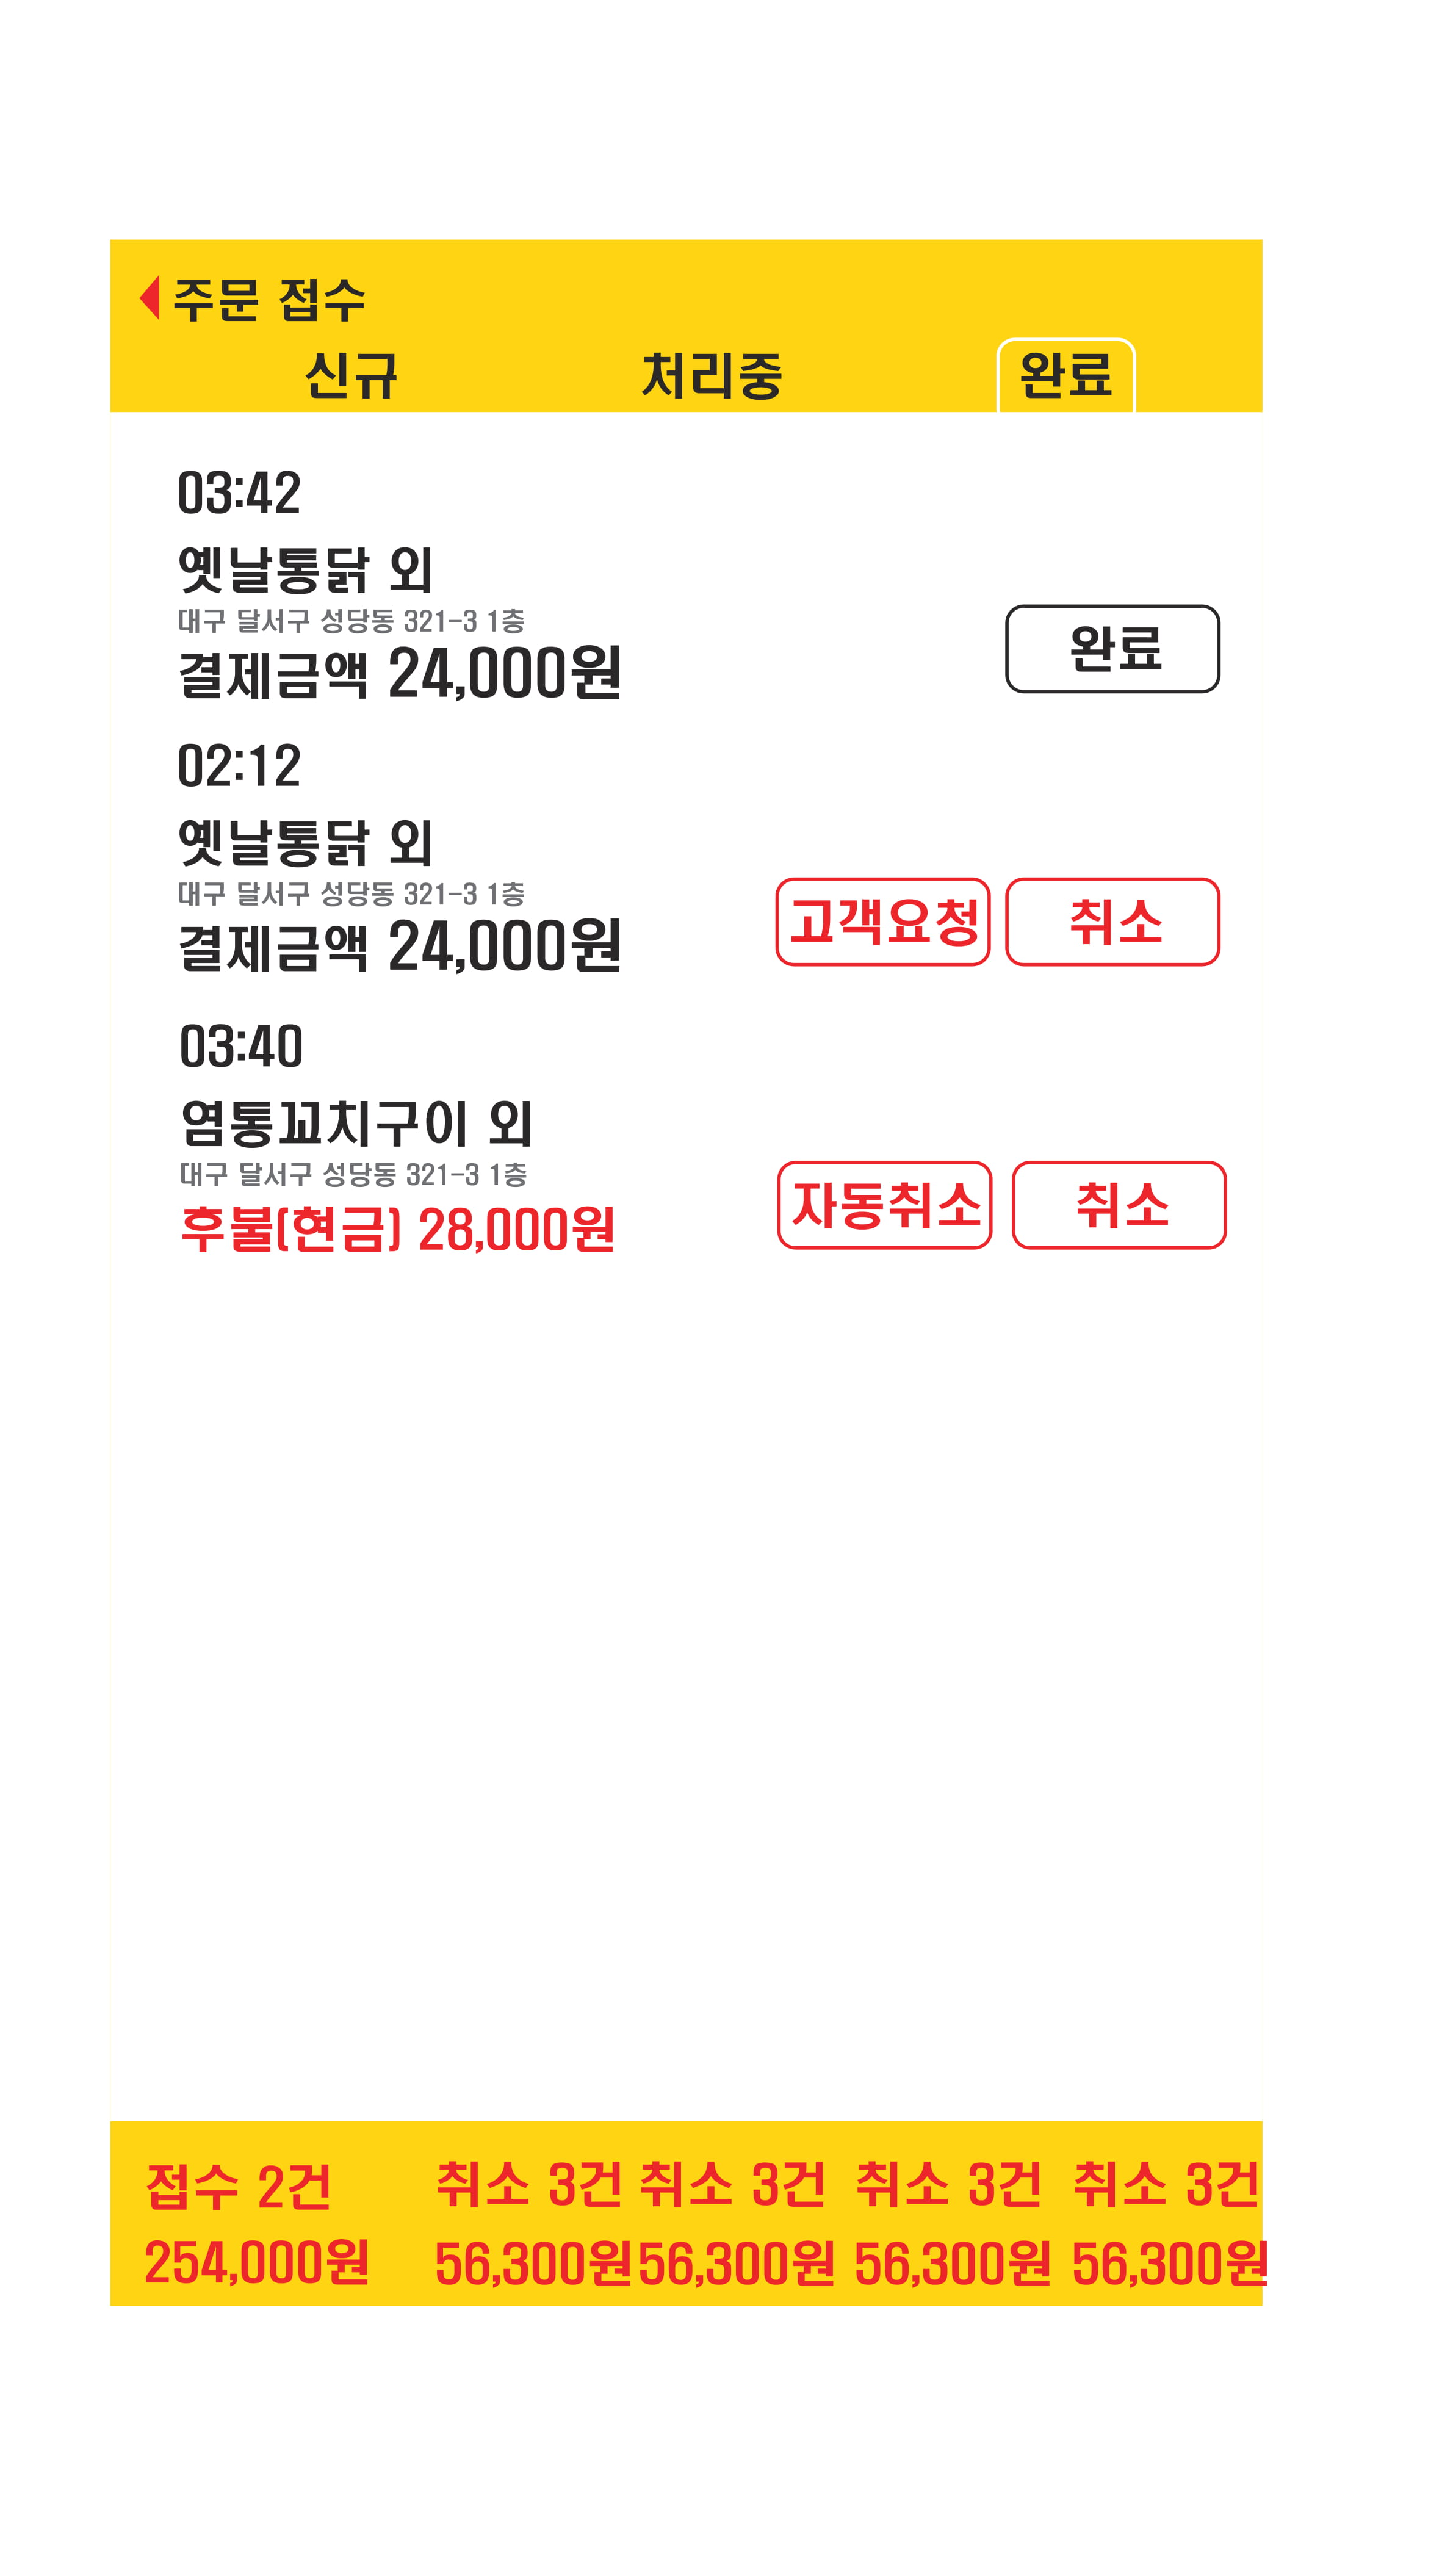 주문 접수
신규 처리중 완료
03:42
옛날통닭 외
대구 달서구 성당동 321-3 1층
결제금액 24,000원
완료
02:12
옛날통닭 외
대구 달서구 성당동 321-3 1층
결제금액 24,000원
고객요청 취소
03:40
염통꼬치구이 외
대구 달서구 성당동 321-3 1층
후불(현금) 28,000원
자동취소 취소
접수 2건 취소 3건 취소 3건 취소 3건 취소 3건
254,000원 56,300원 56,300원 56,300원 56,300원